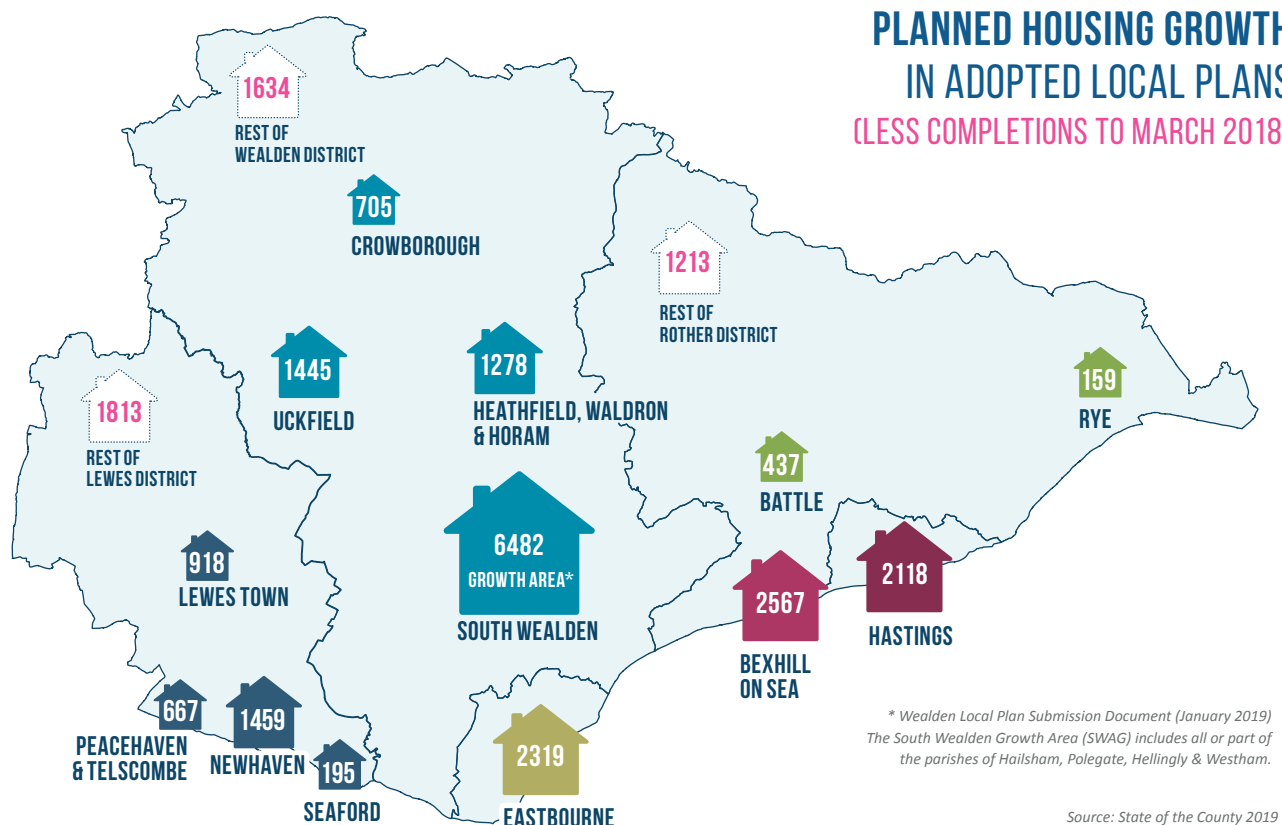 PLANNED HOUSING GROWTH
IN ADOPTED LOCAL PLANS
(LESS COMPLETIONS TO MARCH 2018
1634
REST OF
WEALDEN DISTRICT
705
CROWBOROUGH
1213
REST OF
ROTHER DISTRICT
1445
UCKFIELD
1278
HEATHFIELD, WALDRON
& HORAM
159
RYE
1813
REST OF
LEWES DISTRICT
437
BATTLE
6482
GROWTH AREA*
SOUTH WEALDEN
918
LEWES TOWN
2567
BEXHILL
ON SEA
2118
HASTINGS
667
PEACEHAVEN
& TELSCOMBE
1459
NEWHAVEN
195
SEAFORD
2319
EASTBOURNE
* Wealden Local Plan Submission Document (January 2019)
The South Wealden Growth Area (SWAG) includes all or part of
the parishes of Hailsham, Polegate, Hellingly & Westham.
Source: State of the County 2019